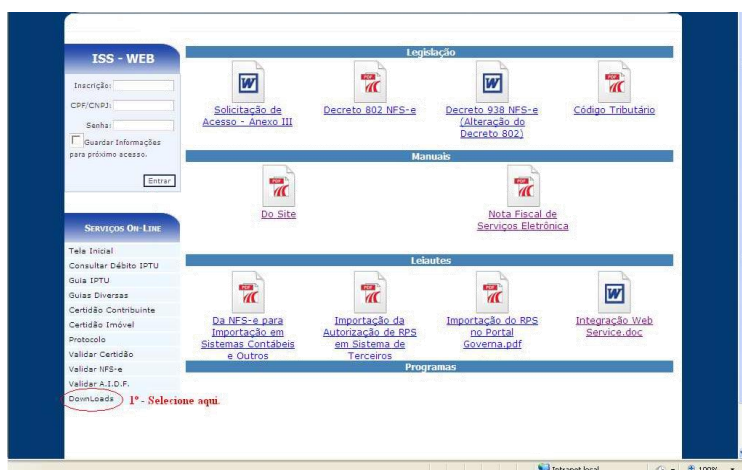 ISS - WEB
Inscrição:
CPF/CNPJ:
Senha:
Guardar Informações
para próximo acesso.
Entrar
SERVIÇOS ON-LINE
Tela Inicial
Consultar Débito IPTU
Guia IPTU
Guias Diversas
Certidão Contribuinte
Certidão Imóvel
Protocolo
Validar Certidão
Validar NFS-e
Validar A.I.D.F.
DownLoads
1º - Selecione aqui.
Legislação
Solicitação de
Acesso - Anexo III
Decreto 802 NFS-e
Decreto 938 NFS-e
(Alteração do
Decreto 802)
Código Tributário
Manuais
Do Site
Nota Fiscal de
Serviços Eletrônica
Leiautes
Da NFS-e para
Importação em
Sistemas Contábeis
e Outros
Importação da
Autorização de RPS
em Sistema de
Terceiros
Importação do RPS
no Portal
Governa.pdf
Integração Web
Service.doc
Programas
Intranet local
100%